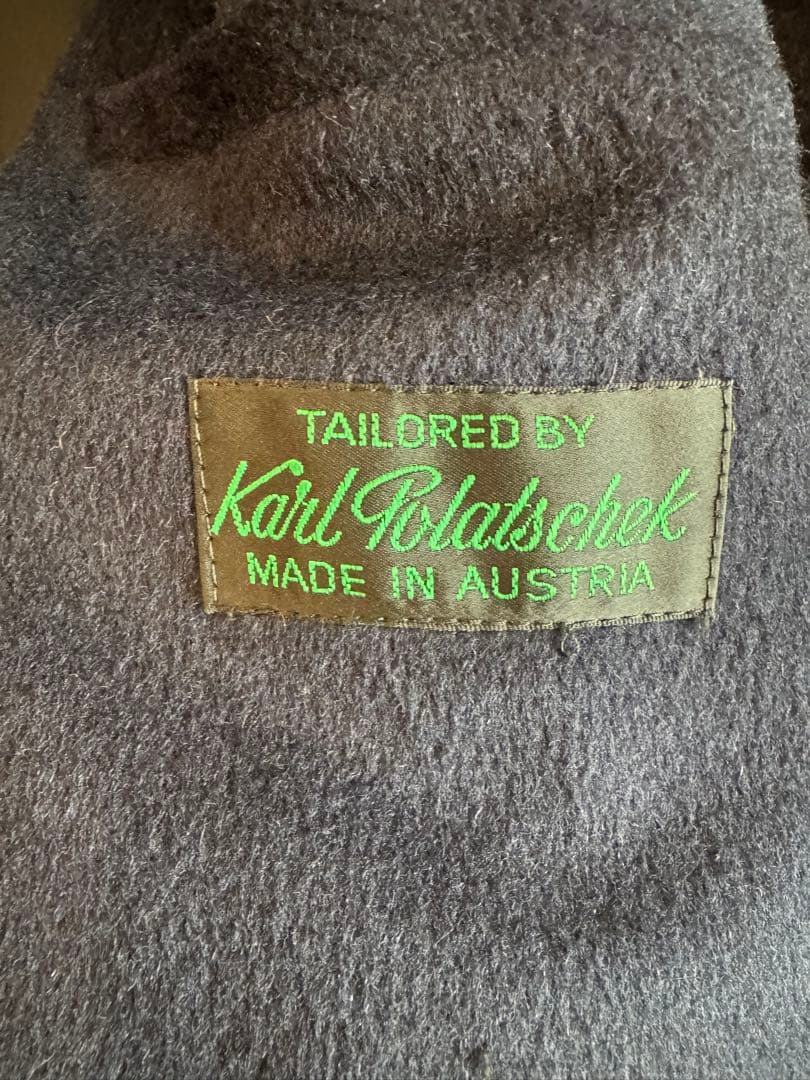 TAILORED BY
Karl Polatschek
MADE IN AUSTRIA